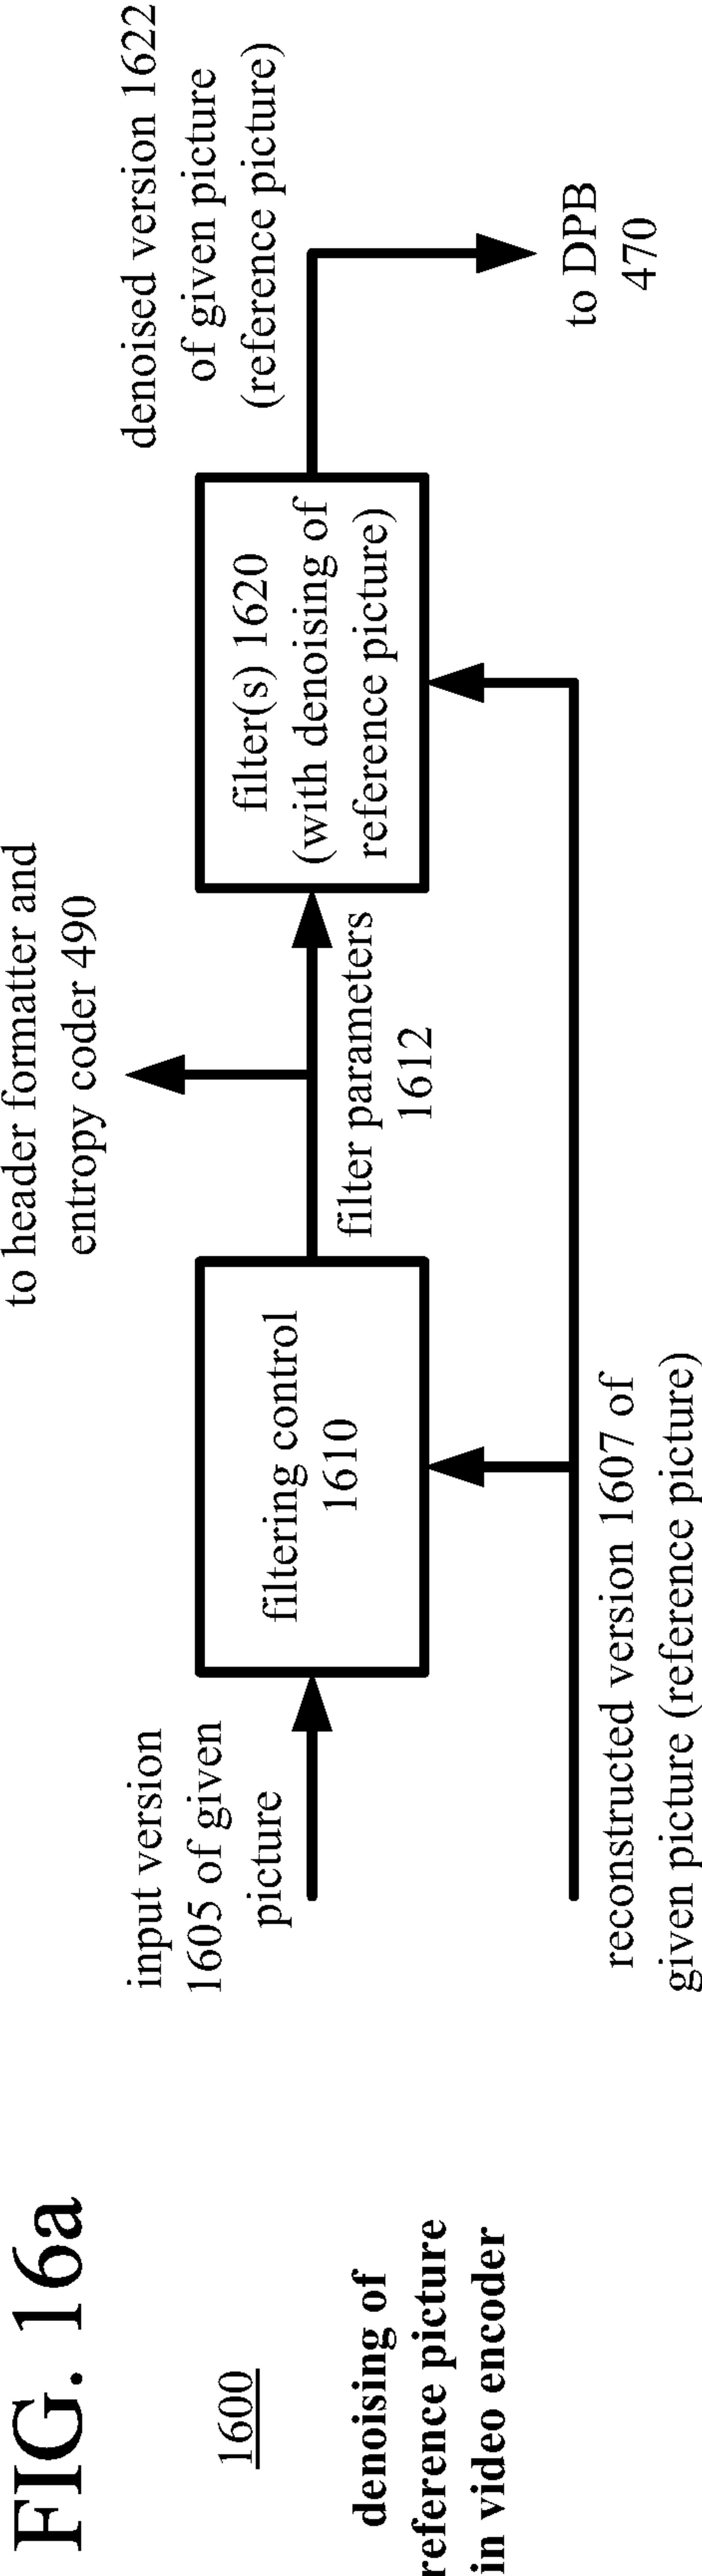 FIG. 16a
1600
denoising of
reference picture
in video encoder
input version
1605 of given
picture
reconstructed version 1607 of
given picture (reference picture)
filtering control
1610
to header formatter and
entropy coder 490
filter parameters
1612
filter(s) 1620
(with denoising of
reference picture)
denoised version 1622
of given picture
(reference picture)
to DPB
470